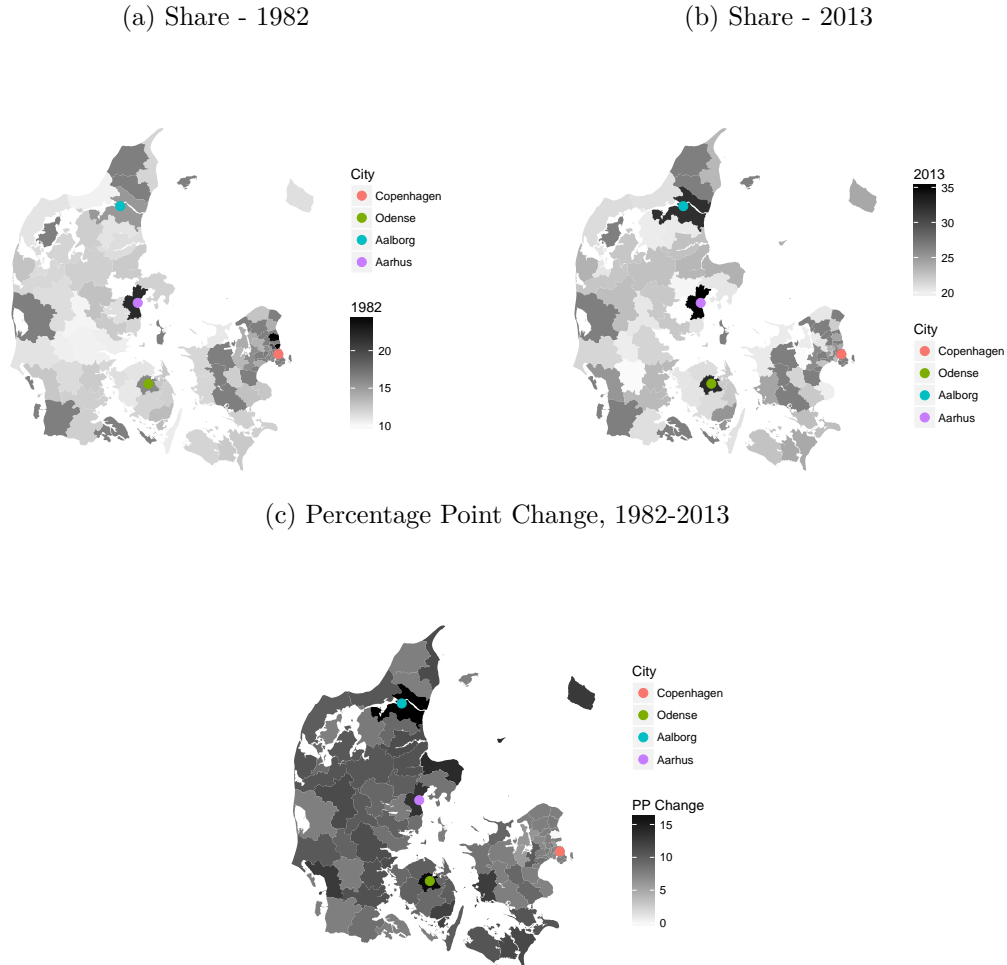 (a) Share - 1982
(b) Share - 2013
City
Copenhagen
Odense
Aalborg
Aarhus
1982
20
15
10
2013
35
30
25
20
City
Copenhagen
Odense
Aalborg
Aarhus
(c) Percentage Point Change, 1982-2013
City
Copenhagen
Odense
Aalborg
Aarhus
PP Change
15
10
5
0